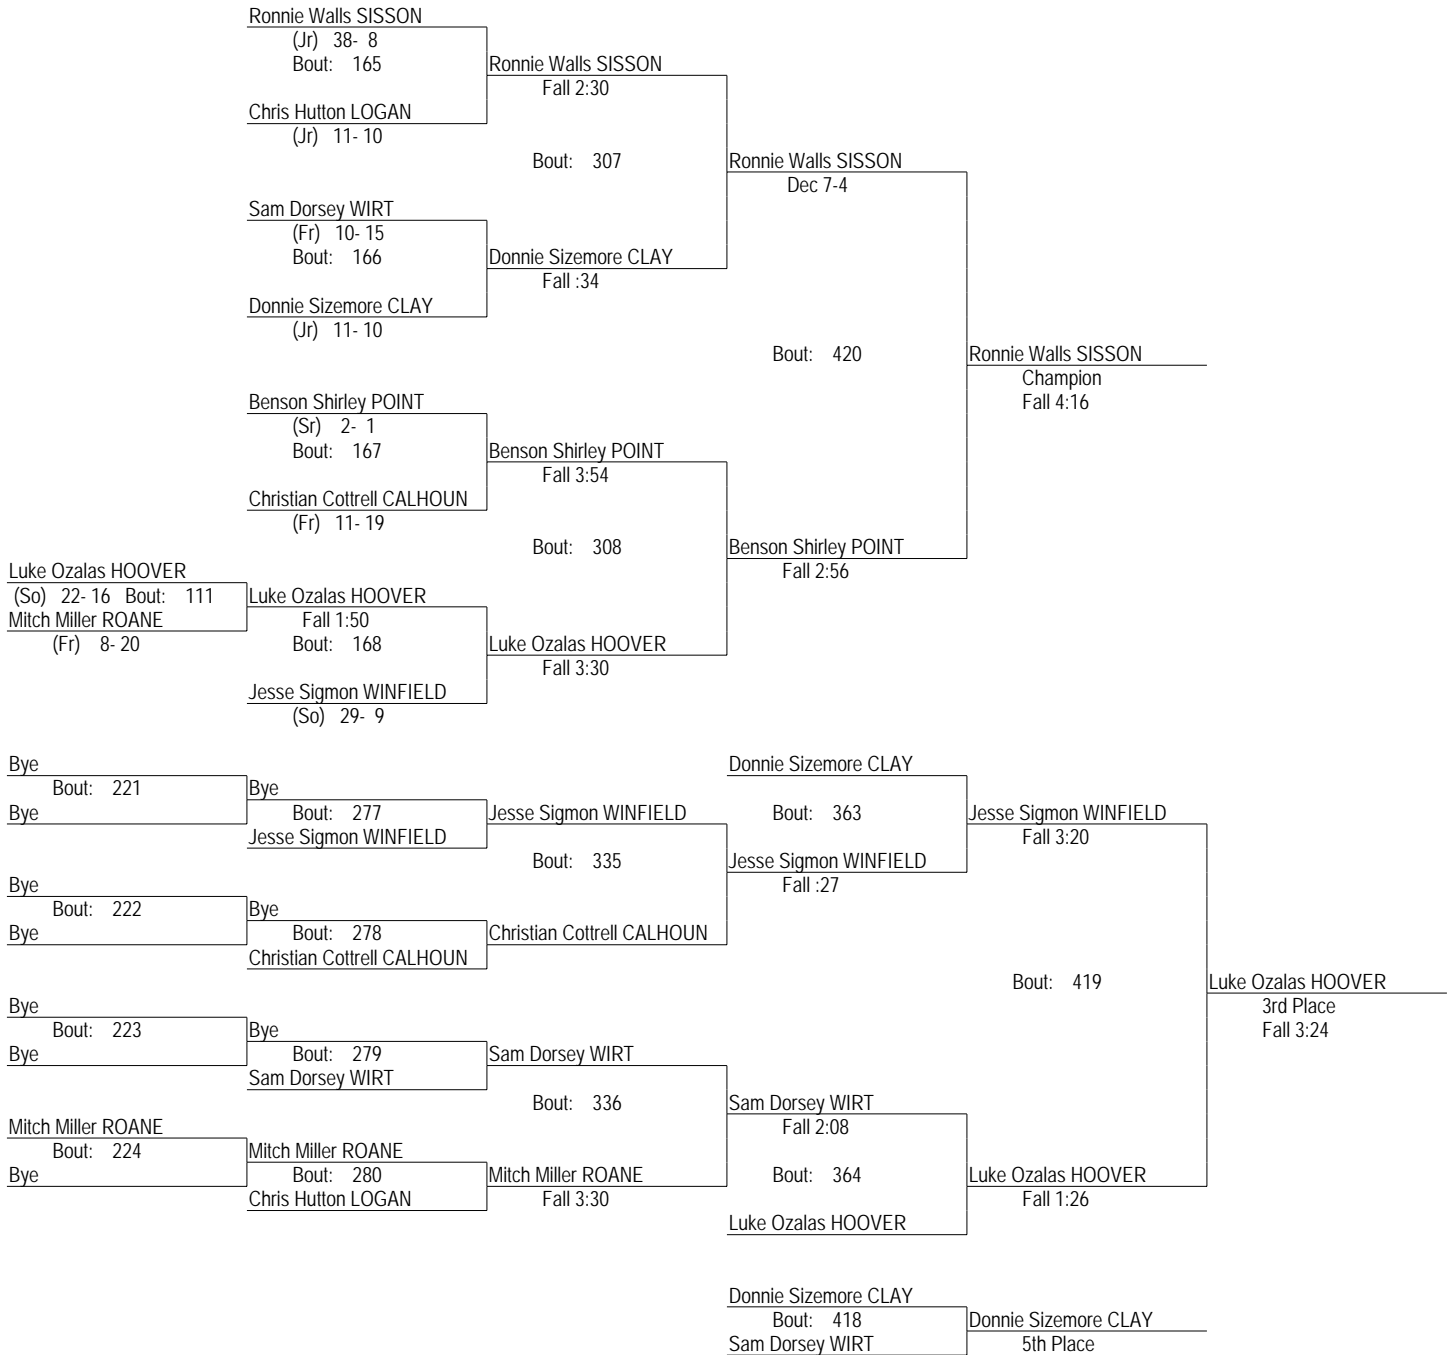 Ronnie Walls SISSON
(Jr) 38- 8
Bout: 165
Ronnie Walls SISSON
Fall 2:30
Chris Hutton LOGAN
(Jr) 11- 10
Bout: 307
Ronnie Walls SISSON
Dec 7-4
Sam Dorsey WIRT
(Fr) 10- 15
Bout: 166
Donnie Sizemore CLAY
Fall :34
Donnie Sizemore CLAY
(Jr) 11- 10
Bout: 420
Ronnie Walls SISSON
Champion
Fall 4:16
Benson Shirley POINT
(Sr) 2- 1
Bout: 167
Benson Shirley POINT
Fall 3:54
Christian Cottrell CALHOUN
(Fr) 11- 19
Bout: 308
Benson Shirley POINT
Fall 2:56
Luke Ozalas HOOVER
(So) 22- 16 Bout: 111
Luke Ozalas HOOVER
Mitch Miller ROANE
Fall 1:50
(Fr) 8- 20
Bout: 168
Luke Ozalas HOOVER
Fall 3:30
Jesse Sigmon WINFIELD
(So) 29- 9
Bye
Donnie Sizemore CLAY
Bout: 221
Bye
Bye
Bout: 277
Jesse Sigmon WINFIELD
Bout: 363
Jesse Sigmon WINFIELD
Jesse Sigmon WINFIELD
Fall 3:20
Bout: 335
Jesse Sigmon WINFIELD
Bye
Fall :27
Bout: 222
Bye
Bye
Bout: 278
Christian Cottrell CALHOUN
Christian Cottrell CALHOUN
Bout: 419
Luke Ozalas HOOVER
Bye
3rd Place
Bout: 223
Bye
Fall 3:24
Bye
Bout: 279
Sam Dorsey WIRT
Sam Dorsey WIRT
Bout: 336
Sam Dorsey WIRT
Mitch Miller ROANE
Fall 2:08
Bout: 224
Mitch Miller ROANE
Bye
Bout: 280
Mitch Miller ROANE
Bout: 364
Luke Ozalas HOOVER
Chris Hutton LOGAN
Fall 3:30
Fall 1:26
Luke Ozalas HOOVER
Donnie Sizemore CLAY
Bout: 418
Donnie Sizemore CLAY
Sam Dorsey WIRT
5th Place